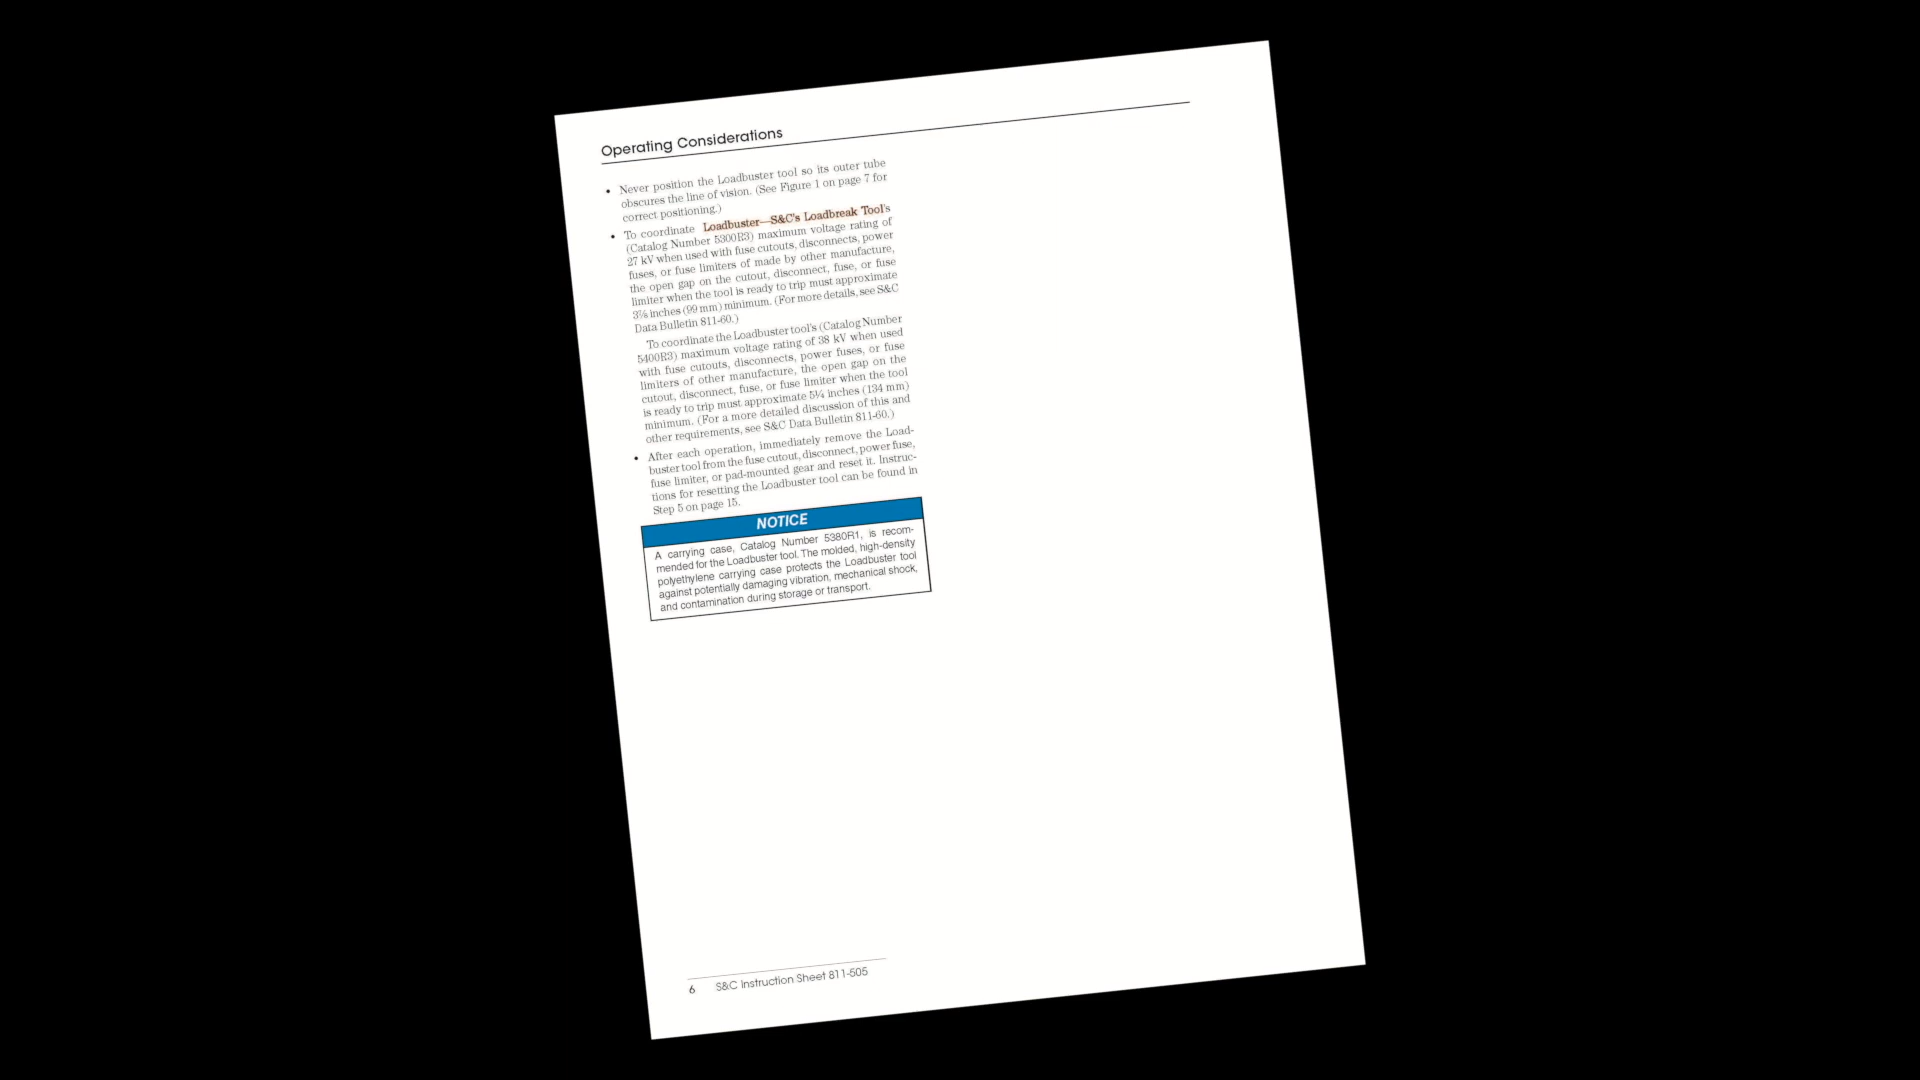 Operating Considerations
• Never position the Loadbuster tool so its outer tube
obscures the line of vision. (See Figure 1 on page 7 for
correct positioning.)
• To coordinate Loadbuster—S&C's Loadbreak Tool's
(Catalog Number 5300R3) maximum voltage rating of
27 kV when used with fuse cutouts, disconnects, power
fuses, or fuse limiters of made by other manufacture,
the open gap on the cutout, disconnect, fuse, or fuse
limiter when the tool is ready to trip must approximate
3⅞ inches (99 mm) minimum. (For more details, see S&C
Data Bulletin 811-60.)
To coordinate the Loadbuster tool's (Catalog Number
5400R3) maximum voltage rating of 38 kV when used
with fuse cutouts, disconnects, power fuses, or fuse
limiters of other manufacture, the open gap on the
cutout, disconnect, fuse, or fuse limiter when the tool
is ready to trip must approximate 5¼ inches (134 mm)
minimum. (For a more detailed discussion of this and
other requirements, see S&C Data Bulletin 811-60.)
• After each operation, immediately remove the Load-
buster tool from the fuse cutout, disconnect, power fuse,
fuse limiter, or pad-mounted gear and reset it. Instruc-
tions for resetting the Loadbuster tool can be found in
Step 5 on page 15.
NOTICE
A carrying case, Catalog Number 5380R1, is recom-
mended for the Loadbuster tool. The molded, high-density
polyethylene carrying case protects the Loadbuster tool
against potentially damaging vibration, mechanical shock,
and contamination during storage or transport.
6 S&C Instruction Sheet 811-505